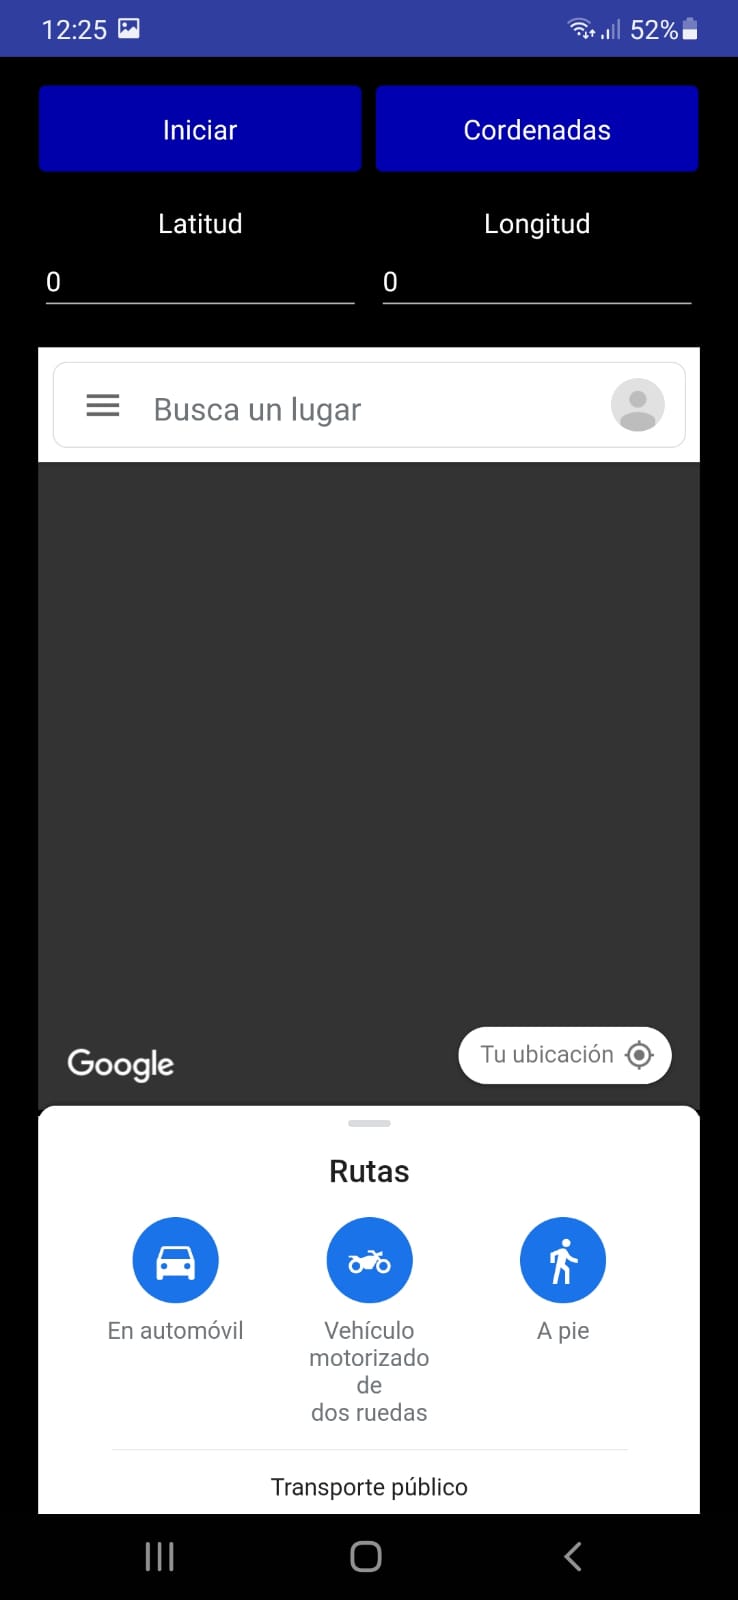 12:25 52%
Iniciar Cordenadas
Latitud Longitud
0 0
Busca un lugar
Google Tu ubicación
Rutas
En automóvil Vehículo A pie
motorizado
de
dos ruedas
Transporte público